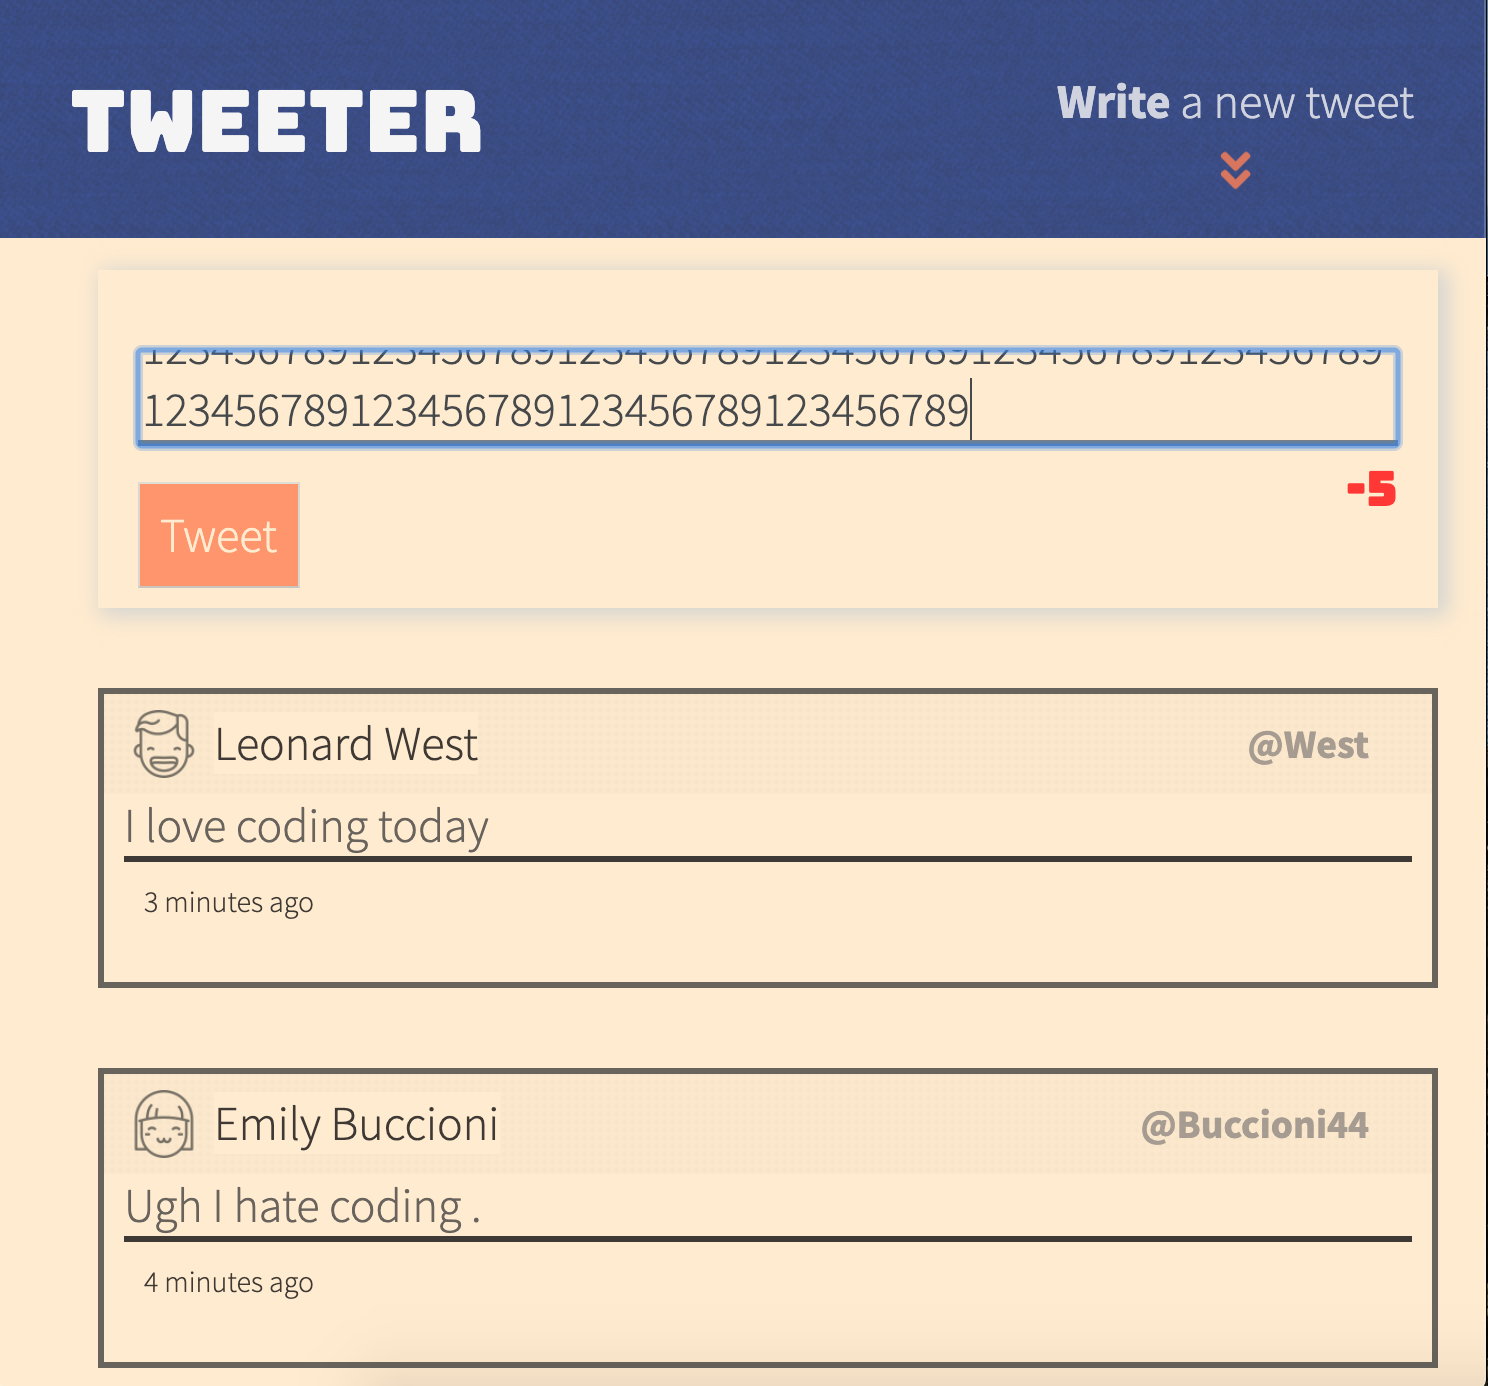 TWEETER
Write a new tweet
123456789123456789123456789123456789123456789123456789
123456789123456789123456789123456789
-5
Tweet
Leonard West
@West
I love coding today
3 minutes ago
Emily Buccioni
@Buccioni44
Ugh I hate coding .
4 minutes ago